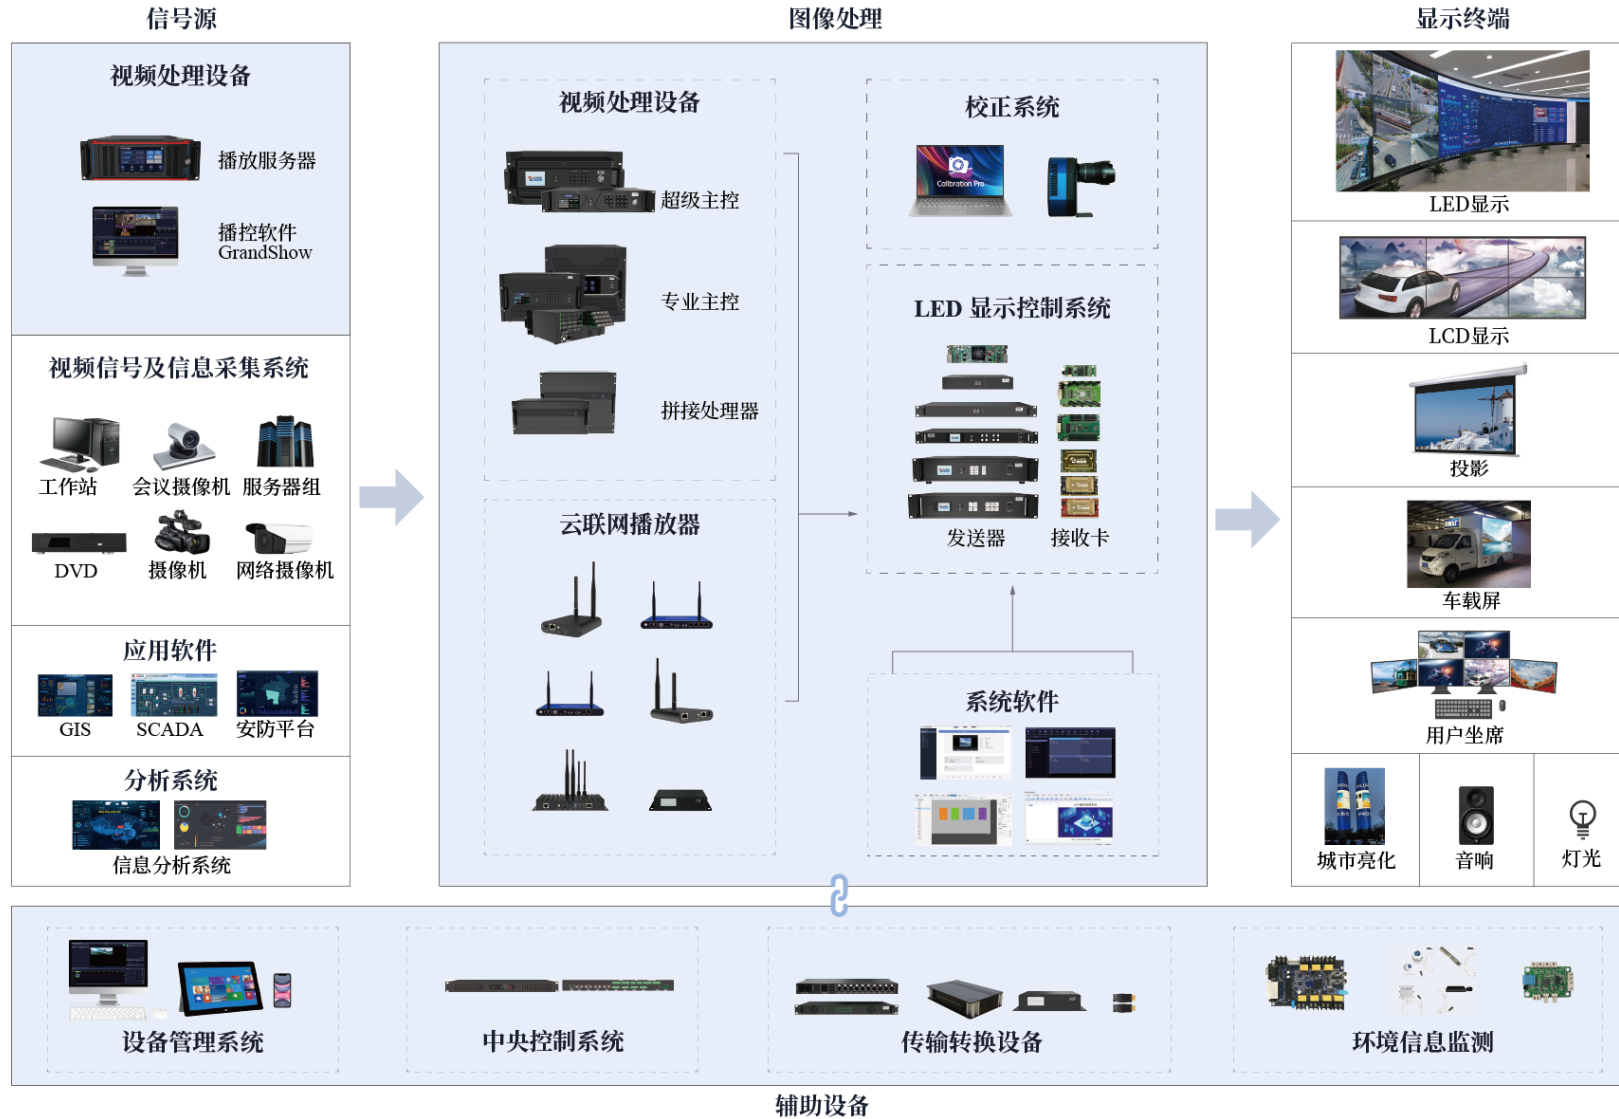 信号源
图像处理
显示终端
视频处理设备
播放服务器
播控软件
GrandShow
视频信号及信息采集系统
工作站
会议摄像机
服务器组
DVD
摄像机
网络摄像机
应用软件
GIS
SCADA
安防平台
分析系统
信息分析系统
视频处理设备
超级主控
专业主控
拼接处理器
云联网播放器
校正系统
Calibration Pro
LED 显示控制系统
发送器
接收卡
系统软件
LED显示
LCD显示
投影
车载屏
用户坐席
城市亮化
音响
灯光
设备管理系统
中央控制系统
传输转换设备
环境信息监测
辅助设备